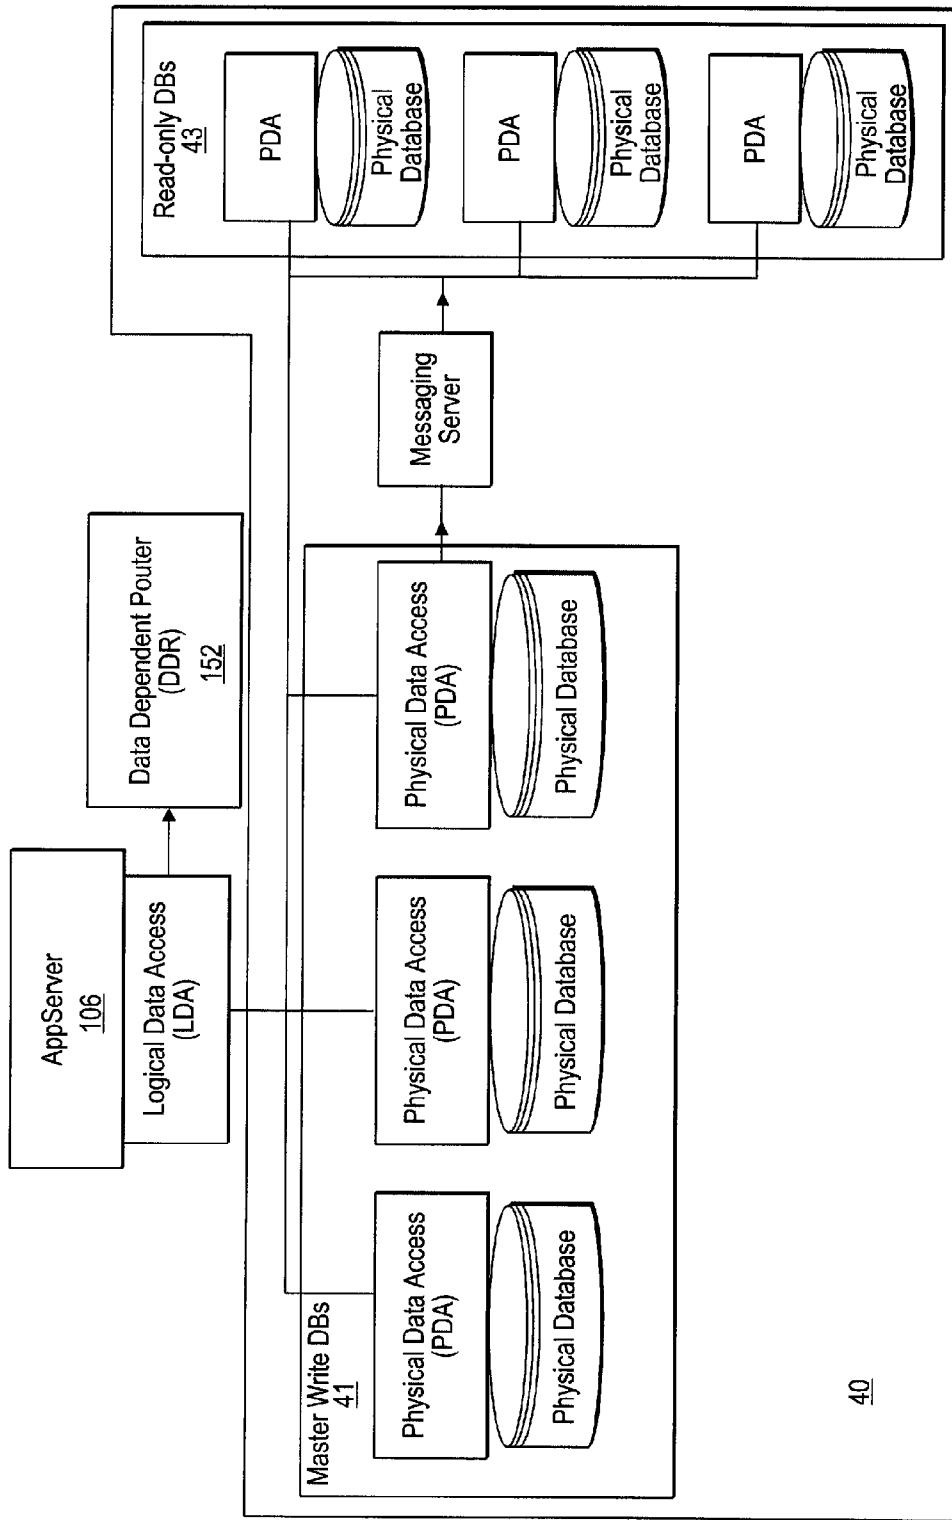 AppServer
106
Logical Data Access
(LDA)
Data Dependent Pouter
(DDR)
152
Master Write DBs
41
Physical Data Access
(PDA)
Physical Database
Physical Data Access
(PDA)
Physical Database
Physical Data Access
(PDA)
Physical Database
Messaging
Server
Read-only DBs
43
PDA
Physical
Database
PDA
Physical
Database
PDA
Physical
Database
40